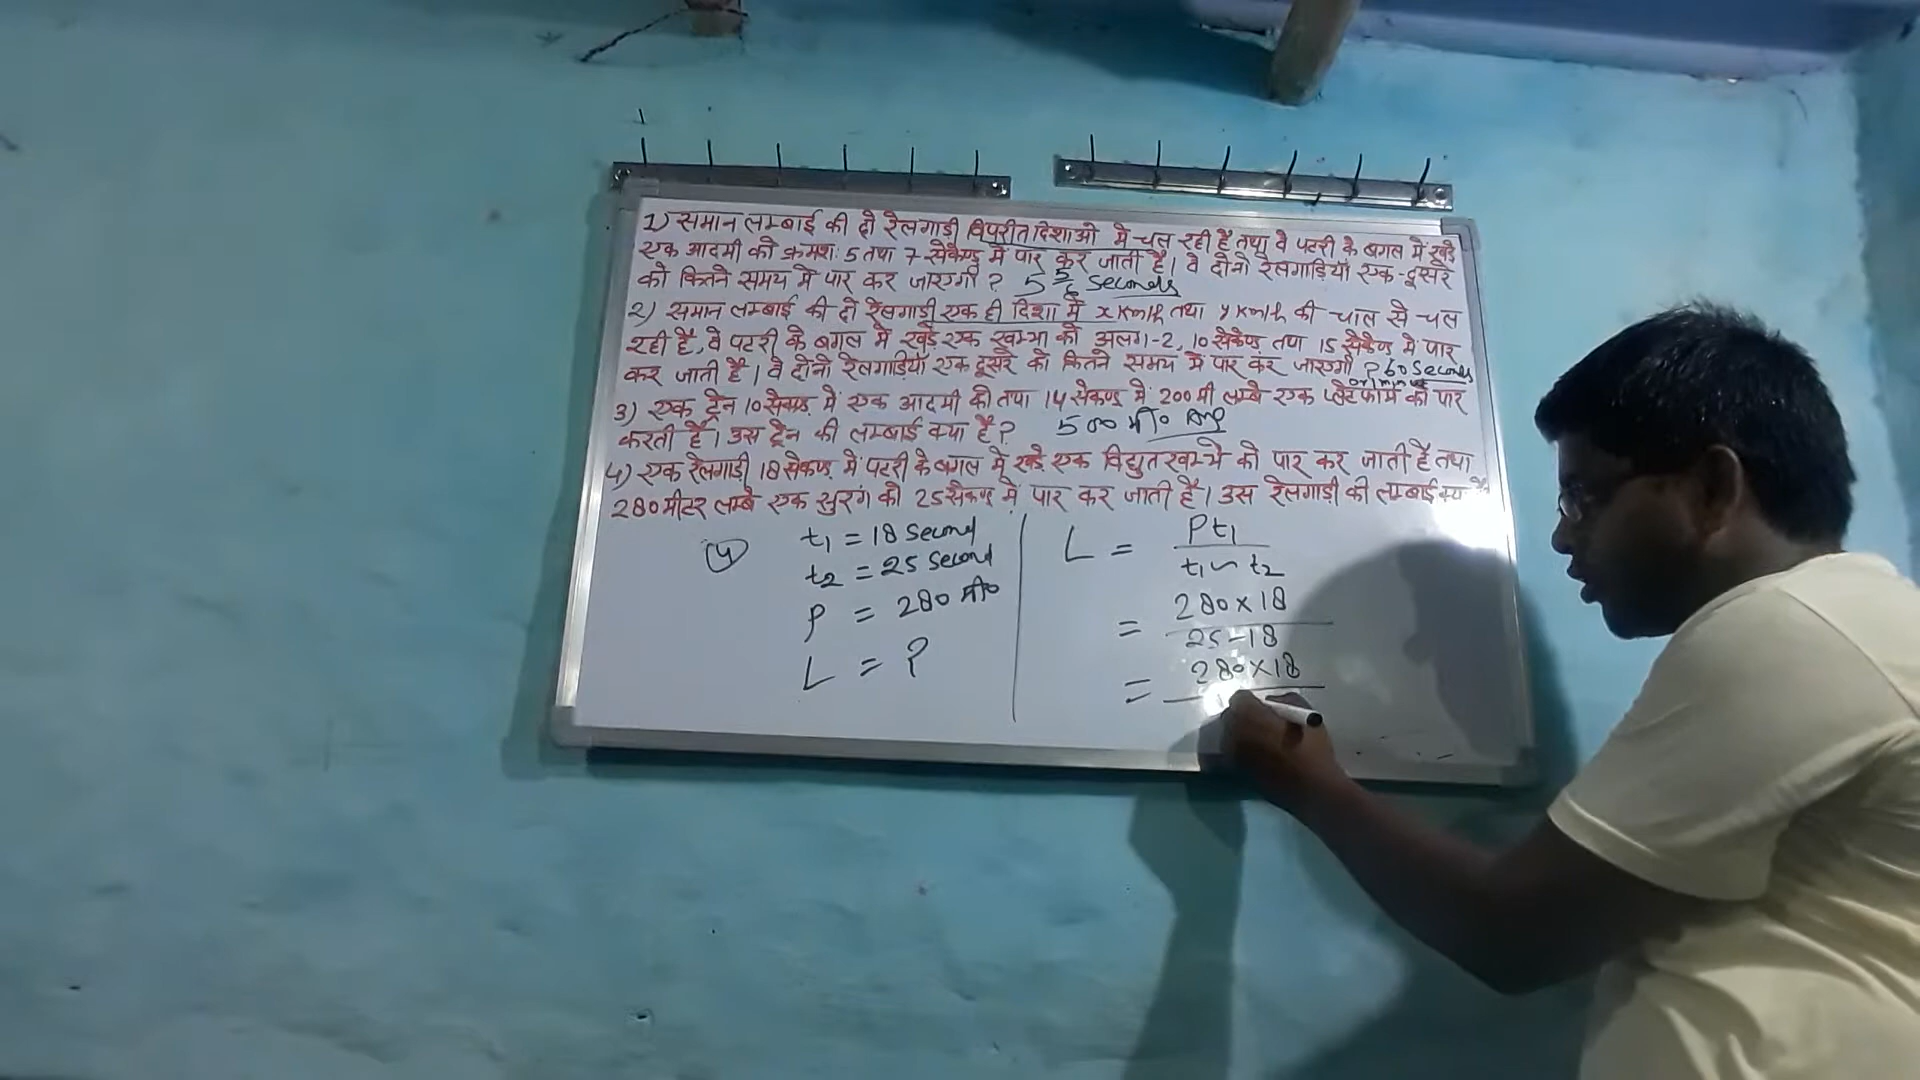 1) समान लम्बाई की दो रेलगाड़ी विपरीत दिशाओं में चल रही है तथा वे पटरी के बगल में खड़े
एक आदमी को क्रमशः 5 तथा 7 सेकेण्ड में पार कर जाती है। वे दोनों रेलगाड़ियाँ एक-दूसरे
को कितने समय में पार कर जाएगी ? 5 5/6 Seconds
2) समान लम्बाई की दो रेलगाड़ी एक ही दिशा में x Km/h तथा y Km/h की चाल से चल
रही है, वे पटरी के बगल में खड़े एक खम्भा को अलग-2, 10 सेकेण्ड तथा 15 सेकेण्ड में पार
कर जाती है। वे दोनों रेलगाड़ियाँ एक दूसरे को कितने समय में पार कर जाएगी ? 60 Seconds
or 1 minute
3) एक ट्रेन 10 सेकेण्ड में एक आदमी को तथा 14 सेकेण्ड में 200 मी लम्बे एक प्लेटफार्म को पार
करती है। उस ट्रेन की लम्बाई क्या है ? 500 मी० Ans
4) एक रेलगाड़ी 18 सेकेण्ड में पटरी के बगल में खड़े एक विद्युत खम्भे को पार कर जाती है तथा
280 मीटर लम्बे एक सुरंग को 25 सेकेण्ड में पार कर जाती है। उस रेलगाड़ी की लम्बाई क्या है
(4) t₁ = 18 Second
t₂ = 25 Second
P = 280 मी०
L = ?
L = Pt₁ / t₁ ~ t₂
= 280 × 18 / 25 - 18
= 280 × 18